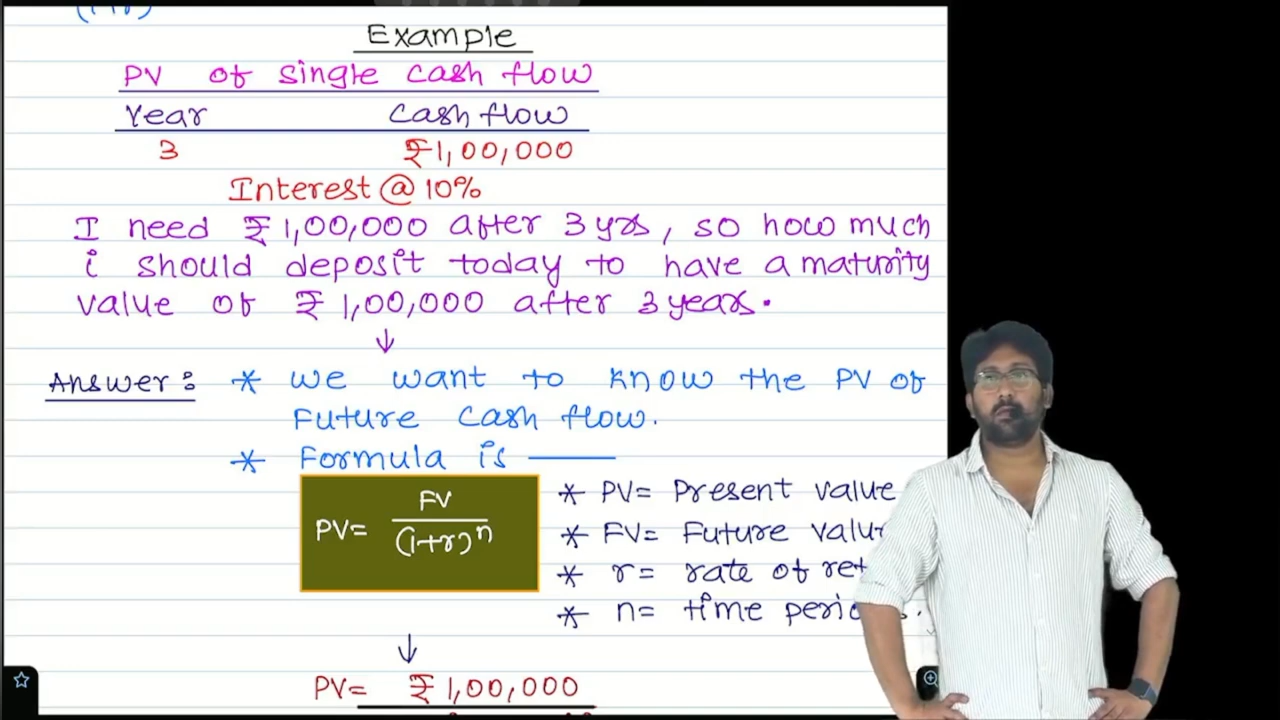 Example
PV of single cash flow
Year Cash flow
3 ₹1,00,000
Interest @ 10%
I need ₹1,00,000 after 3 yrs, so how much
i should deposit today to have a maturity
value of ₹1,00,000 after 3 years.
Answer: * we want to know the PV of
Future cash flow.
* Formula is ——
PV= FV/(1+r)^n
* PV= Present value
* FV= Future
* r= rate of
* n= time
PV= ₹1,00,000